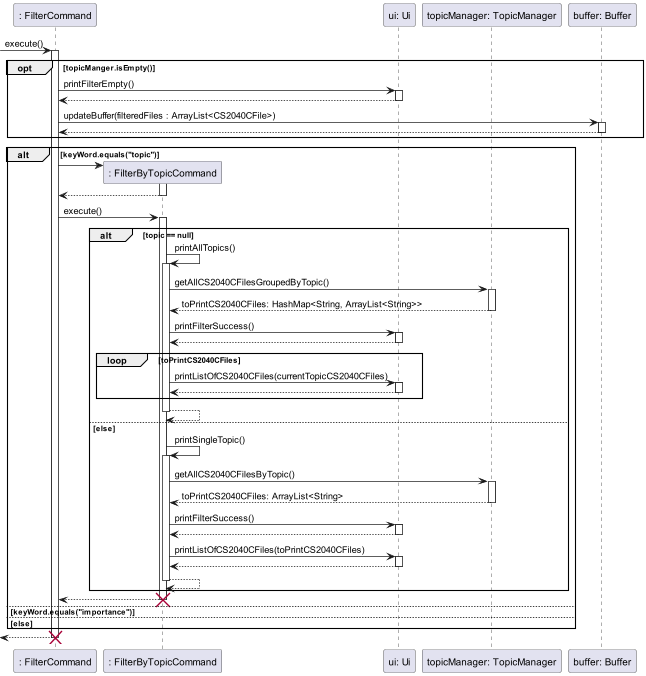 : FilterCommand
ui: Ui
topicManager: TopicManager
buffer: Buffer
execute()
opt
[topicManger.isEmpty()]
printFilterEmpty()
updateBuffer(filteredFiles : ArrayList<CS2040CFile>)
alt
[keyWord.equals("topic")]
: FilterByTopicCommand
execute()
alt
[topic == null]
printAllTopics()
getAllCS2040CFilesGroupedByTopic()
toPrintCS2040CFiles: HashMap<String, ArrayList<String>>
printFilterSuccess()
loop
[toPrintCS2040CFiles]
printListOfCS2040CFiles(currentTopicCS2040CFiles)
[else]
printSingleTopic()
getAllCS2040CFilesByTopic()
toPrintCS2040CFiles: ArrayList<String>
printFilterSuccess()
printListOfCS2040CFiles(toPrintCS2040CFiles)
[keyWord.equals("importance")]
[else]
: FilterCommand
: FilterByTopicCommand
ui: Ui
topicManager: TopicManager
buffer: Buffer